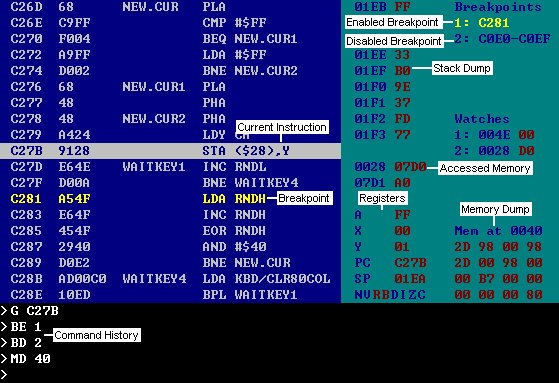 C26D 68 NEW.CUR PLA 01EB FF Breakpoints
C26E C9FF CMP #$FF Enabled Breakpoint 1: C281
C270 F004 BEQ NEW.CUR1 Disabled Breakpoint 2: C0E0-C0EF
C272 A9FF LDA #$FF 01EE 33
C274 D002 BNE NEW.CUR2 01EF B0 Stack Dump
C276 68 NEW.CUR1 PLA 01F0 9E
C277 48 PHA 01F1 37
C278 48 NEW.CUR2 PHA 01F2 FD Watches
C279 A424 LDY 01F3 77 1: 004E 00
Current Instruction
C27B 9128 STA ($28),Y 2: 0028 D0
C27D E64E WAITKEY1 INC RNDL 0028 07D0 Accessed Memory
C27F D00A BNE WAITKEY4 07D1 A0
C281 A54F LDA RNDH Breakpoint Registers
C283 E64F INC RNDH A FF Memory Dump
C285 454F EOR RNDH X 00 Mem at 0040
C287 2940 AND #$40 Y 01 2D 98 00 98
C289 D0E2 BNE NEW.CUR PC C27B 2D 00 98 00
C28B AD00C0 WAITKEY4 LDA KBD/CLR80COL SP 01EA 00 B7 00 00
C28E 10ED BPL WAITKEY1 NVRBDIZC 00 00 00 80
>G C27B
>BE 1
Command History
>BD 2
>MD 40
>